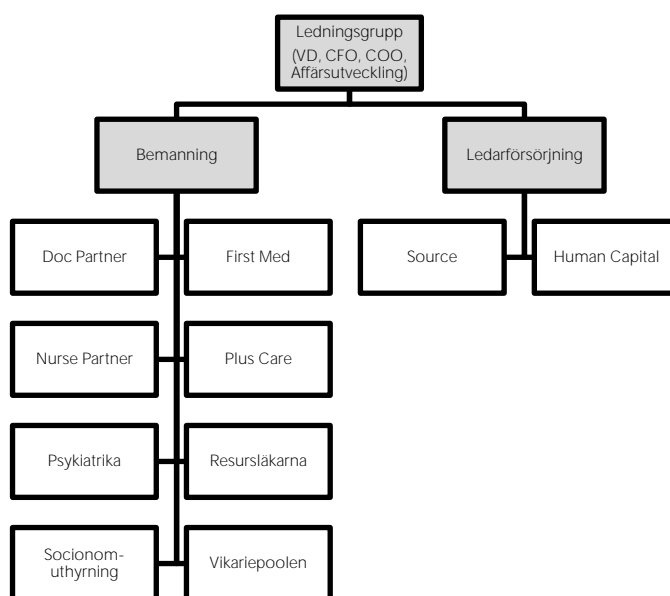 Ledningsgrupp
(VD, CFO, COO,
Affärsutveckling)
Bemanning
Ledarförsörjning
Doc Partner
First Med
Source
Human Capital
Nurse Partner
Plus Care
Psykiatrika
Resursläkarna
Socionom-
uthyrning
Vikariepoolen